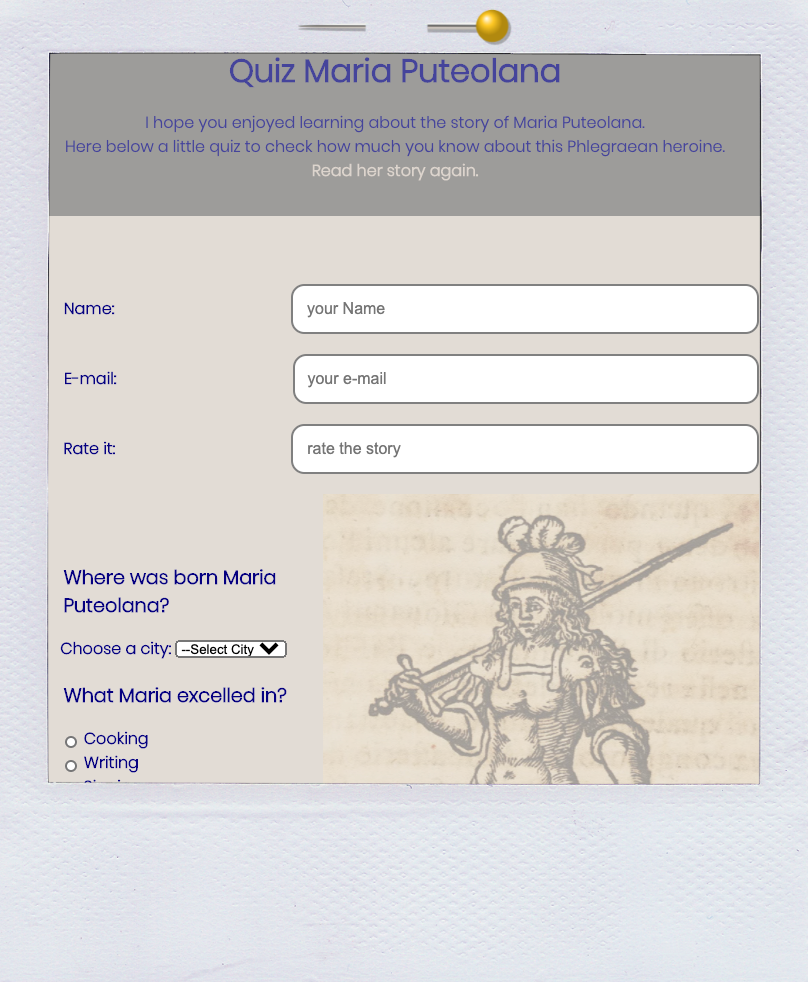 Quiz Maria Puteolana
I hope you enjoyed learning about the story of Maria Puteolana.
Here below a little quiz to check how much you know about this Phlegraean heroine.
Read her story again.
Name:
your Name
E-mail:
your e-mail
Rate it:
rate the story
Where was born Maria
Puteolana?
Choose a city: --Select City
What Maria excelled in?
Cooking
Writing